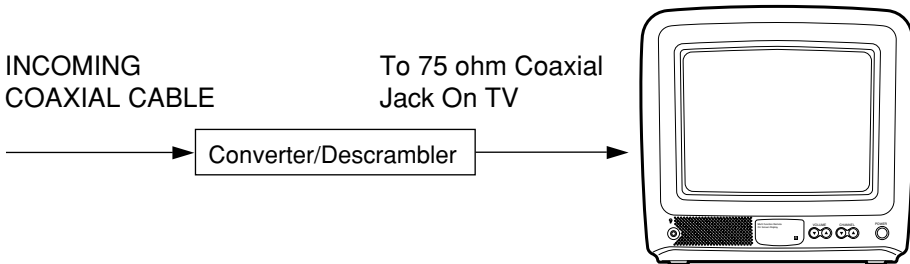 INCOMING
COAXIAL CABLE
To 75 ohm Coaxial
Jack On TV
Converter/Descrambler
VOLUME
CHANNEL
POWER